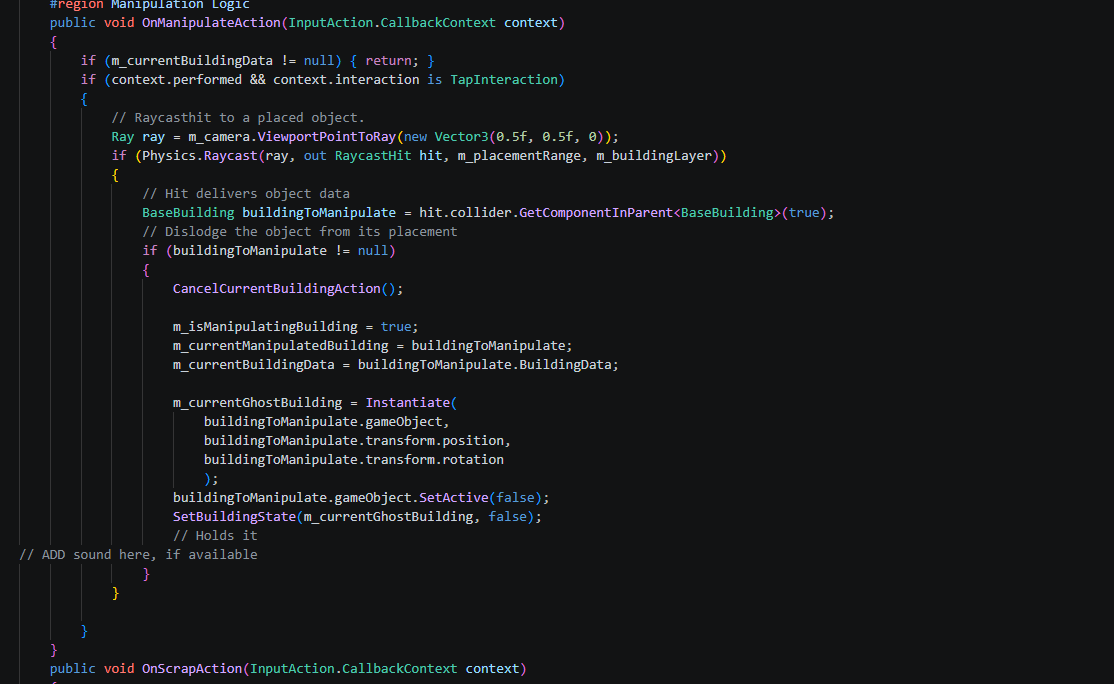 #region Manipulation Logic
public void OnManipulateAction(InputAction.CallbackContext context)
{
if (m_currentBuildingData != null) { return; }
if (context.performed && context.interaction is TapInteraction)
{
// Raycasthit to a placed object.
Ray ray = m_camera.ViewportPointToRay(new Vector3(0.5f, 0.5f, 0));
if (Physics.Raycast(ray, out RaycastHit hit, m_placementRange, m_buildingLayer))
{
// Hit delivers object data
BaseBuilding buildingToManipulate = hit.collider.GetComponentInParent<BaseBuilding>(true);
// Dislodge the object from its placement
if (buildingToManipulate != null)
{
CancelCurrentBuildingAction();
m_isManipulatingBuilding = true;
m_currentManipulatedBuilding = buildingToManipulate;
m_currentBuildingData = buildingToManipulate.BuildingData;
m_currentGhostBuilding = Instantiate(
buildingToManipulate.gameObject,
buildingToManipulate.transform.position,
buildingToManipulate.transform.rotation
);
buildingToManipulate.gameObject.SetActive(false);
SetBuildingState(m_currentGhostBuilding, false);
// Holds it
// ADD sound here, if available
}
}
}
}
public void OnScrapAction(InputAction.CallbackContext context)